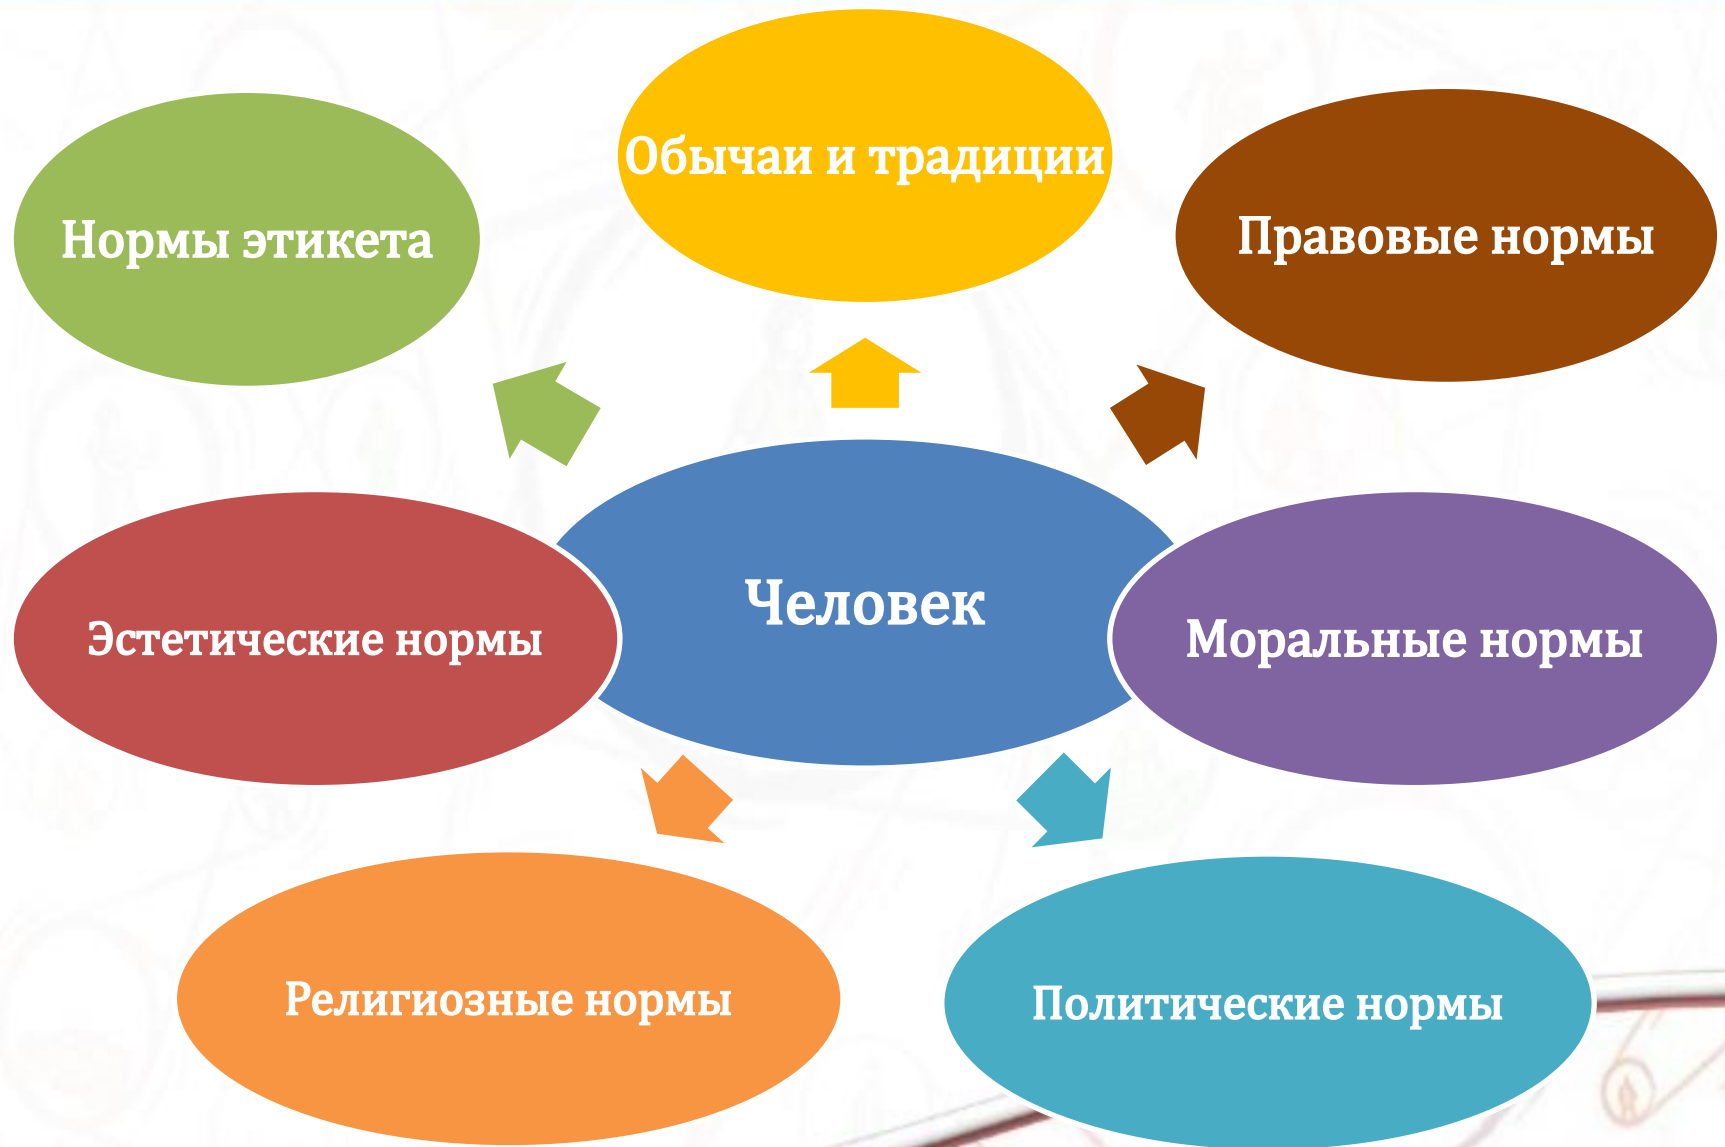 Обычаи и традиции
Нормы этикета
Правовые нормы
Человек
Эстетические нормы
Моральные нормы
Религиозные нормы
Политические нормы